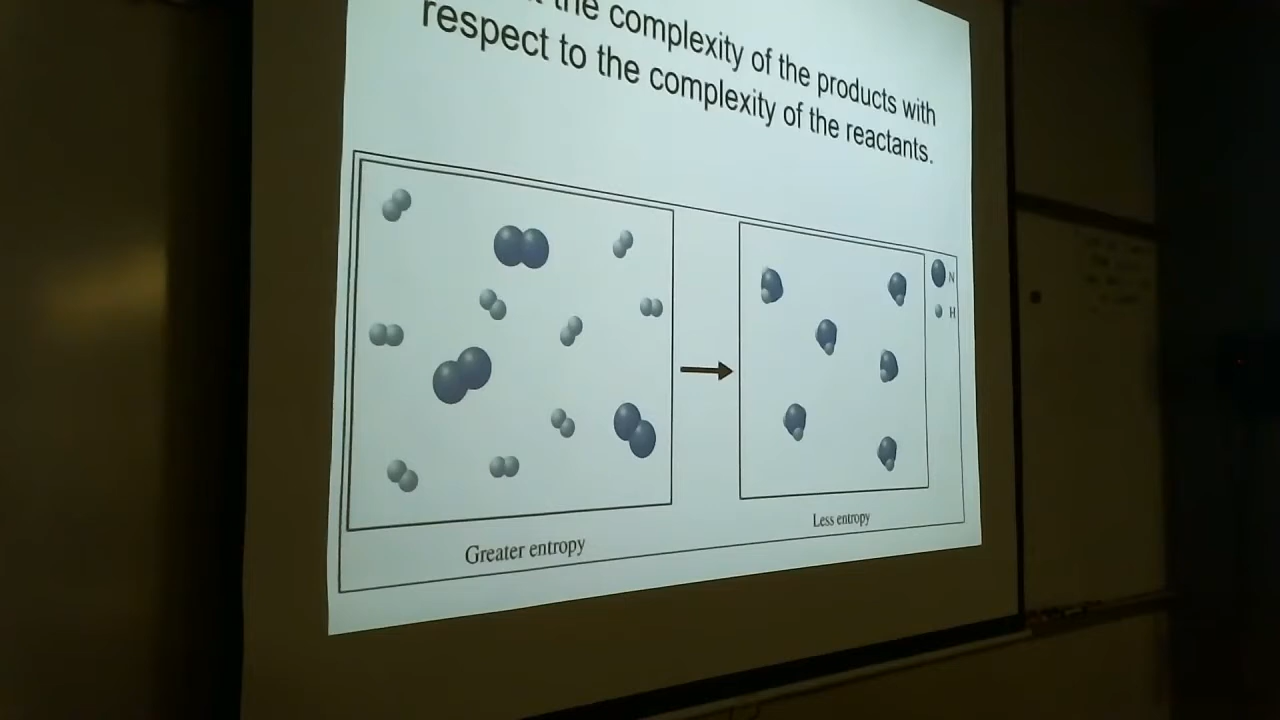 the complexity of the products with
respect to the complexity of the reactants.
N
H
Less entropy
Greater entropy